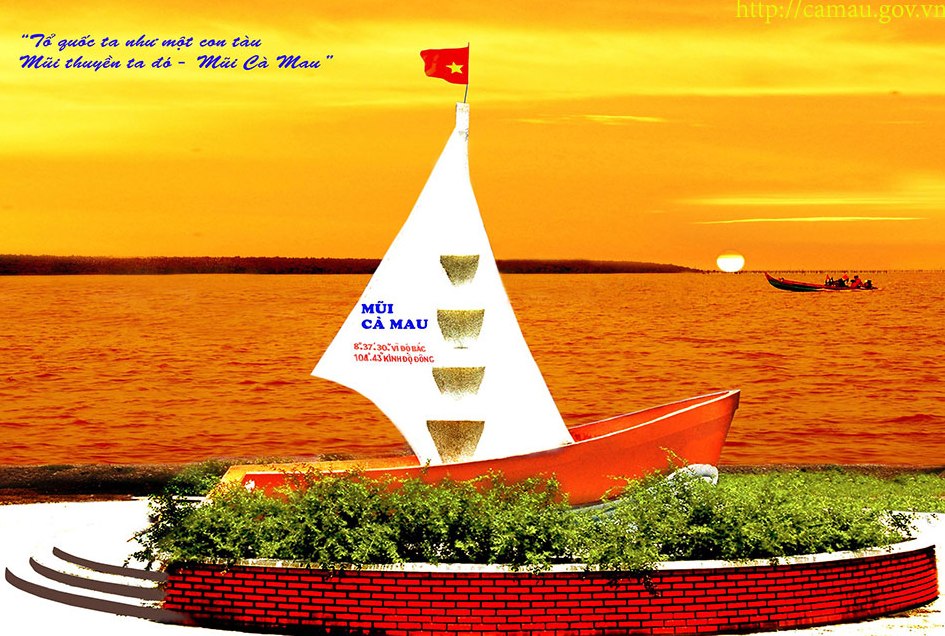 http://camau.gov.vn
"Tổ quốc ta như một con tàu
Mũi thuyền ta đó - Mũi Cà Mau"
MŨI
CÀ MAU
8°37'30" VĨ ĐỘ BẮC
104°43' KINH ĐỘ ĐÔNG